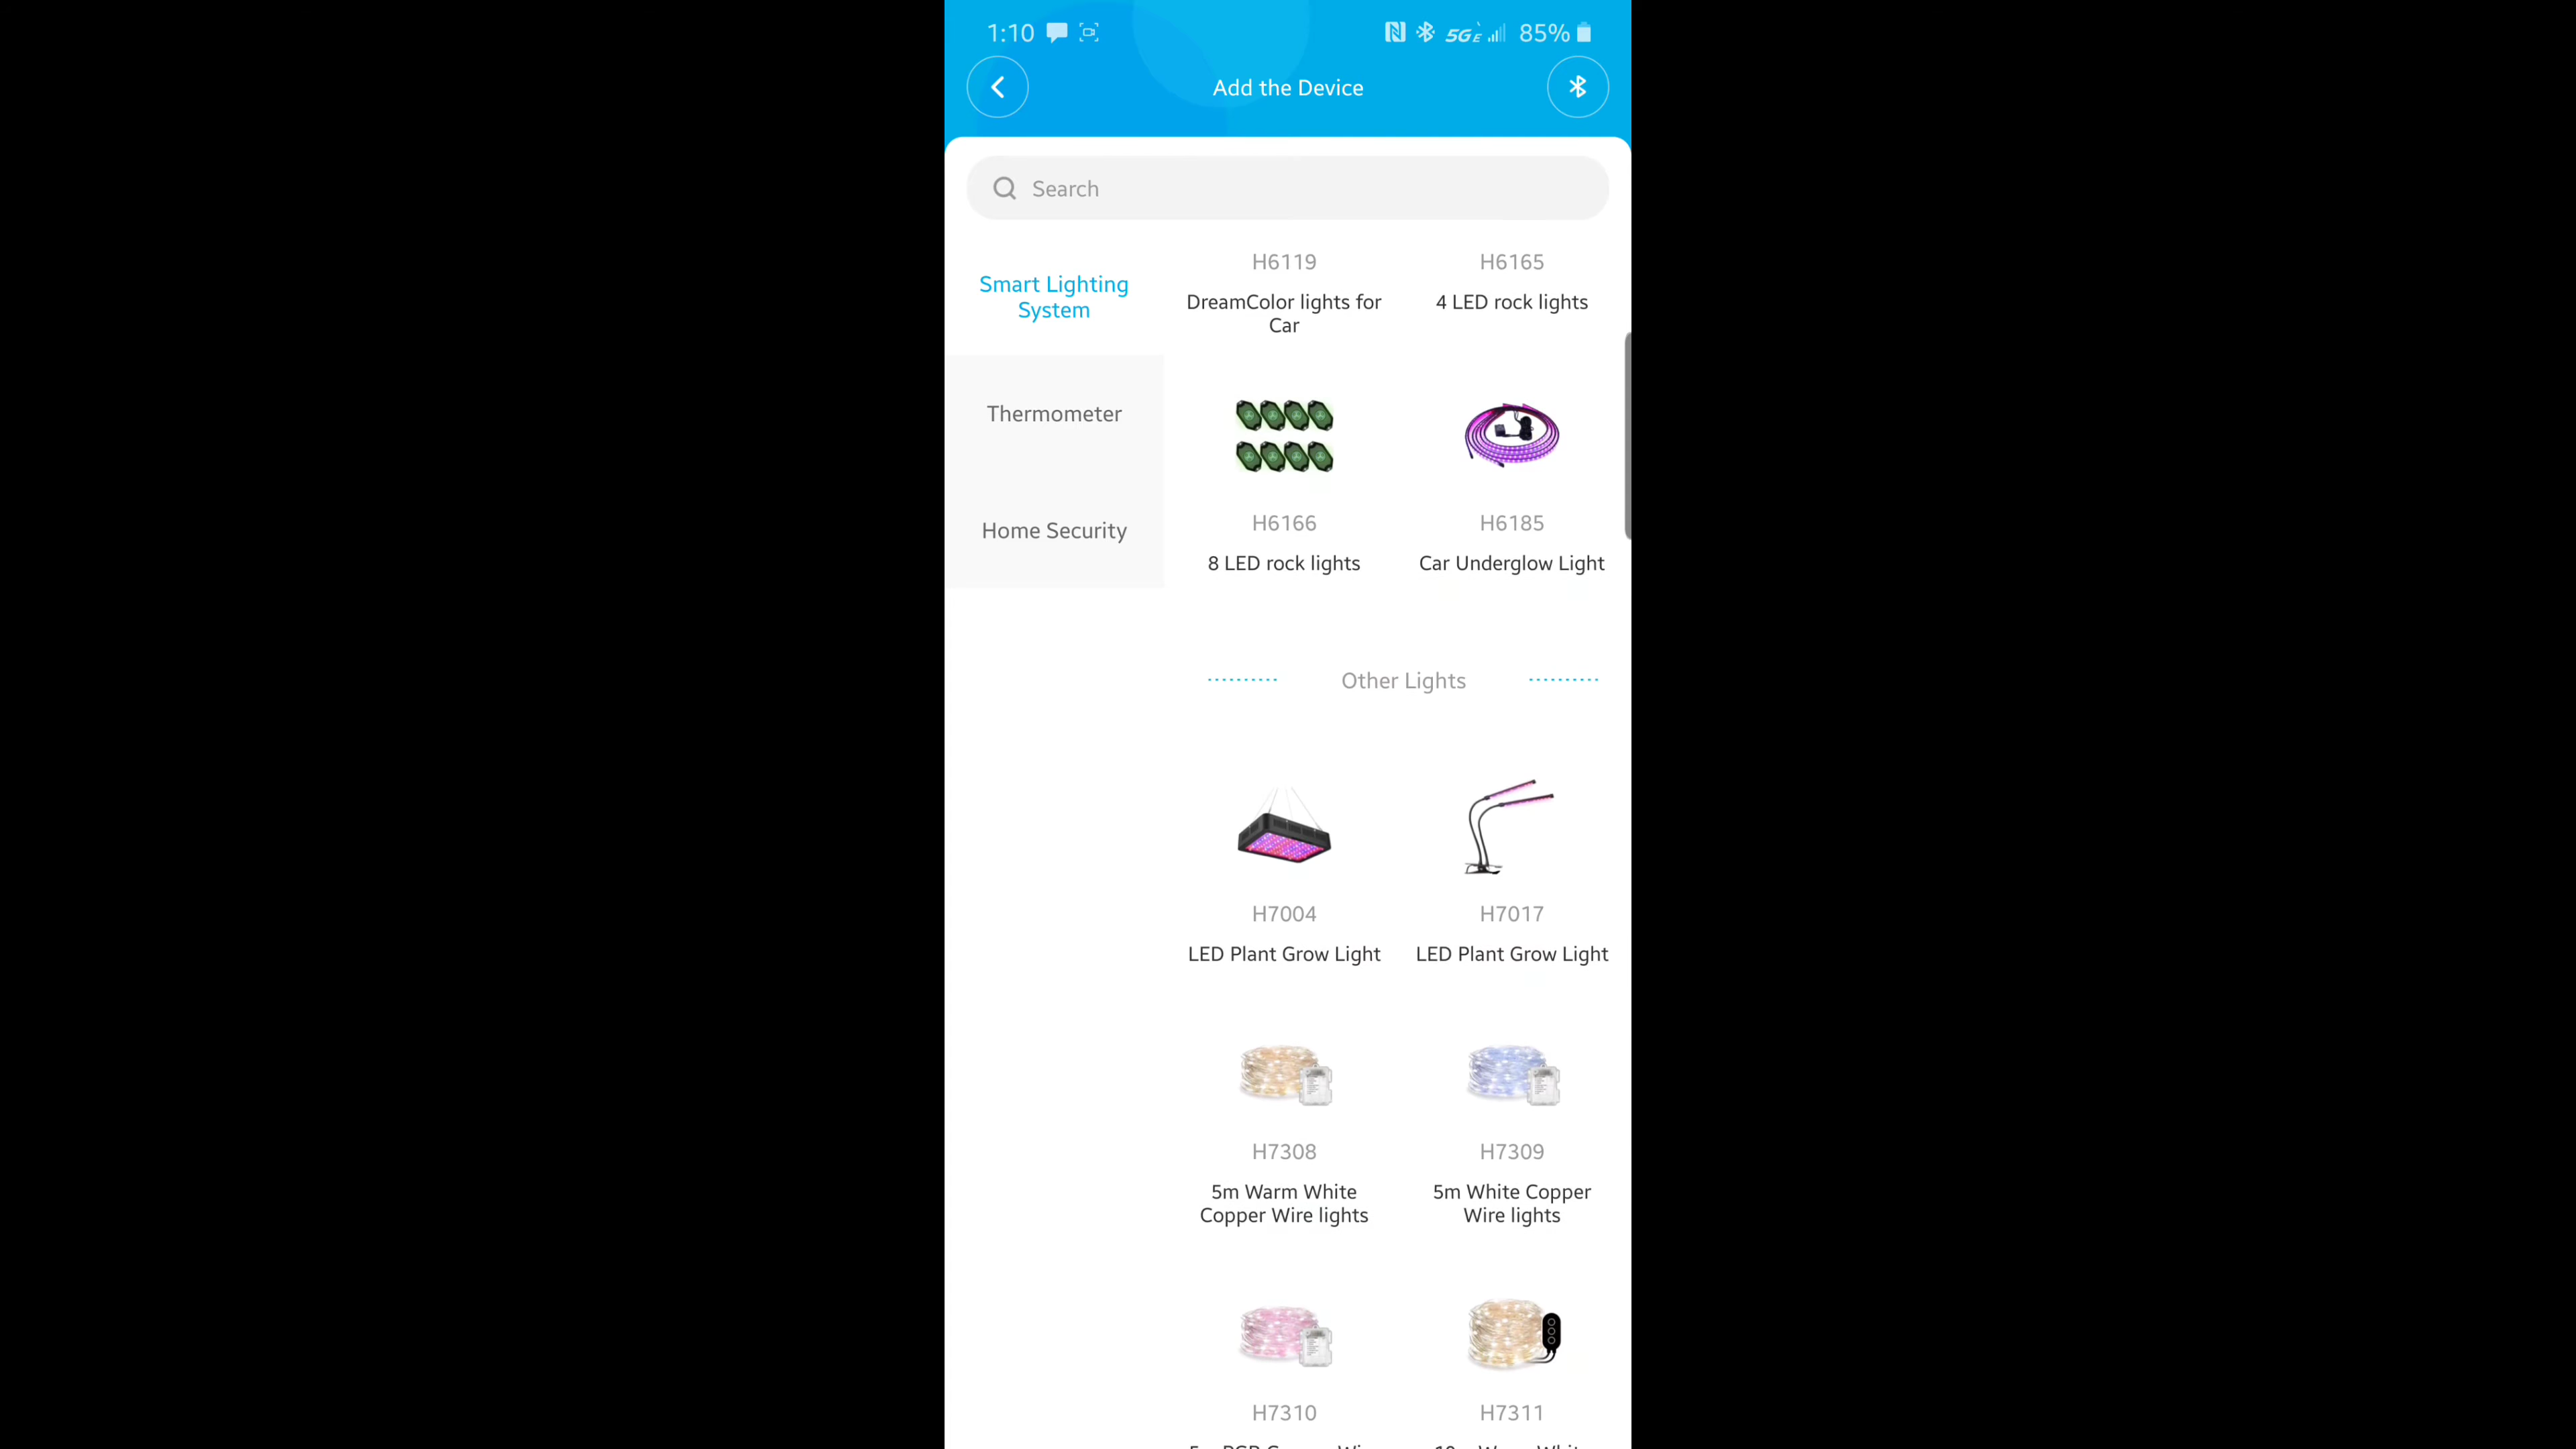 1:10
5GE 85%
Add the Device
Search
Smart Lighting
System
Thermometer
Home Security
H6119 H6165
DreamColor lights for
Car
4 LED rock lights
H6166 H6185
8 LED rock lights Car Underglow Light
Other Lights
H7004 H7017
LED Plant Grow Light LED Plant Grow Light
H7308 H7309
5m Warm White
Copper Wire lights
5m White Copper
Wire lights
H7310 H7311